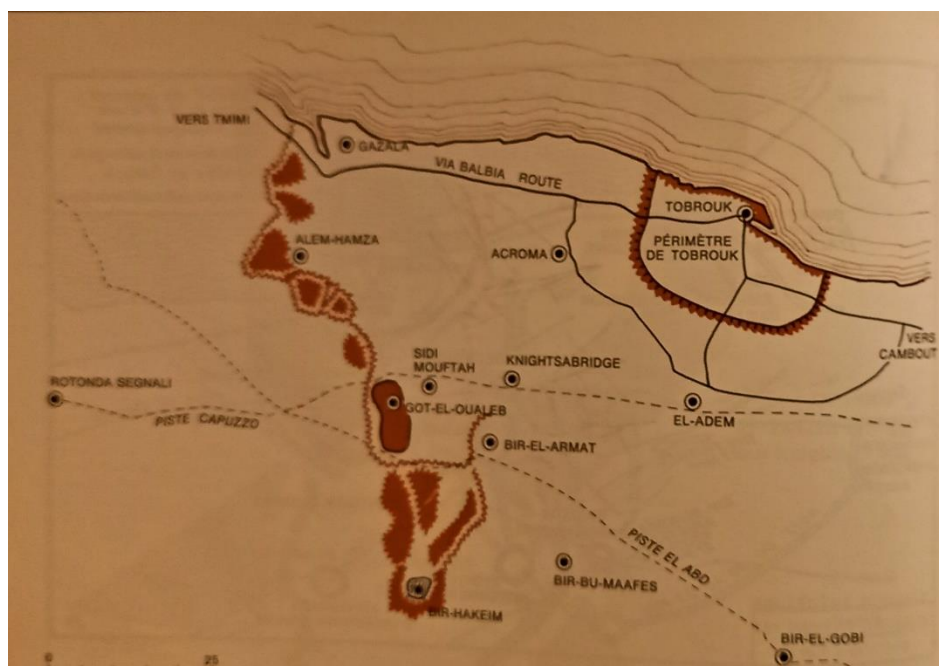 VERS TMIMI
GAZALA
VIA BALBIA ROUTE
TOBROUK
ALEM-HAMZA
ACROMA
PÉRIMÈTRE
DE TOBROUK
VERS
CAMBOUT
SIDI
MOUFTAH
KNIGHTSABRIDGE
ROTONDA SEGNALI
GOT-EL-OUALEB
PISTE CAPUZZO
EL-ADEM
BIR-EL-ARMAT
PISTE EL ABD
BIR-BU-MAAFES
BIR-HAKEIM
BIR-EL-GOBI
0 25